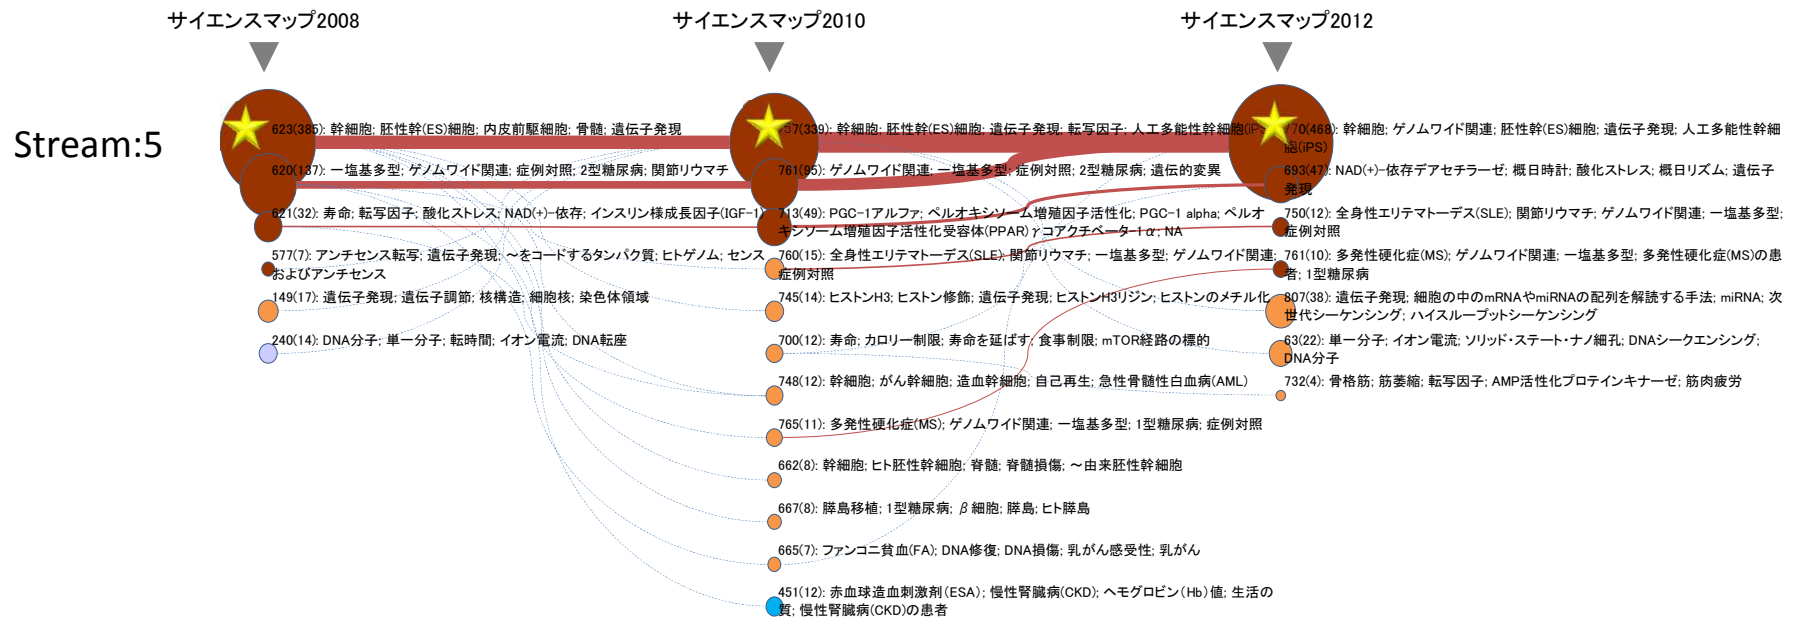 サイエンスマップ2008
サイエンスマップ2010
サイエンスマップ2012
Stream:5
623(385): 幹細胞; 胚性幹(ES)細胞; 内皮前駆細胞; 骨髄; 遺伝子発現
620(137): 一塩基多型; ゲノムワイド関連; 症例対照; 2型糖尿病; 関節リウマチ
621(32): 寿命; 転写因子; 酸化ストレス; NAD(+)-依存; インスリン様成長因子(IGF-1)
577(7): アンチセンス転写; 遺伝子発現; ～をコードするタンパク質; ヒトゲノム; センス
およびアンチセンス
149(17): 遺伝子発現; 遺伝子調節; 核構造; 細胞核; 染色体領域
240(14): DNA分子; 単一分子; 転時間; イオン電流; DNA転座
57(339): 幹細胞; 胚性幹(ES)細胞; 遺伝子発現; 転写因子; 人工多能性幹細胞(iPS
761(95): ゲノムワイド関連; 一塩基多型; 症例対照; 2型糖尿病; 遺伝的変異
713(49): PGC-1アルファ; ペルオキシソーム増殖因子活性化; PGC-1 alpha; ペルオ
キシソーム増殖因子活性化受容体(PPAR)γコアクチベーター1α; NA
760(15): 全身性エリテマトーデス(SLE); 関節リウマチ; 一塩基多型; ゲノムワイド関連;
症例対照
745(14): ヒストンH3; ヒストン修飾; 遺伝子発現; ヒストンH3リジン; ヒストンのメチル化
700(12): 寿命; カロリー制限; 寿命を延ばす; 食事制限; mTOR経路の標的
748(12): 幹細胞; がん幹細胞; 造血幹細胞; 自己再生; 急性骨髄性白血病(AML)
765(11): 多発性硬化症(MS); ゲノムワイド関連; 一塩基多型; 1型糖尿病; 症例対照
662(8): 幹細胞; ヒト胚性幹細胞; 脊髄; 脊髄損傷; ～由来胚性幹細胞
667(8): 膵島移植; 1型糖尿病; β細胞; 膵島; ヒト膵島
665(7): ファンコニ貧血(FA); DNA修復; DNA損傷; 乳がん感受性; 乳がん
451(12): 赤血球造血刺激剤(ESA); 慢性腎臓病(CKD); ヘモグロビン(Hb)値; 生活の
質; 慢性腎臓病(CKD)の患者
770(468): 幹細胞; ゲノムワイド関連; 胚性幹(ES)細胞; 遺伝子発現; 人工多能性幹細
胞(iPS)
693(47): NAD(+)-依存デアセチラーゼ; 概日時計; 酸化ストレス; 概日リズム; 遺伝子
発現
750(12): 全身性エリテマトーデス(SLE); 関節リウマチ; ゲノムワイド関連; 一塩基多型;
症例対照
761(10): 多発性硬化症(MS); ゲノムワイド関連; 一塩基多型; 多発性硬化症(MS)の患
者; 1型糖尿病
807(38): 遺伝子発現; 細胞の中のmRNAやmiRNAの配列を解読する手法; miRNA; 次
世代シーケンシング; ハイスループットシーケンシング
63(22): 単一分子; イオン電流; ソリッド・ステート・ナノ細孔; DNAシークエンシング;
DNA分子
732(4): 骨格筋; 筋萎縮; 転写因子; AMP活性化プロテインキナーゼ; 筋肉疲労